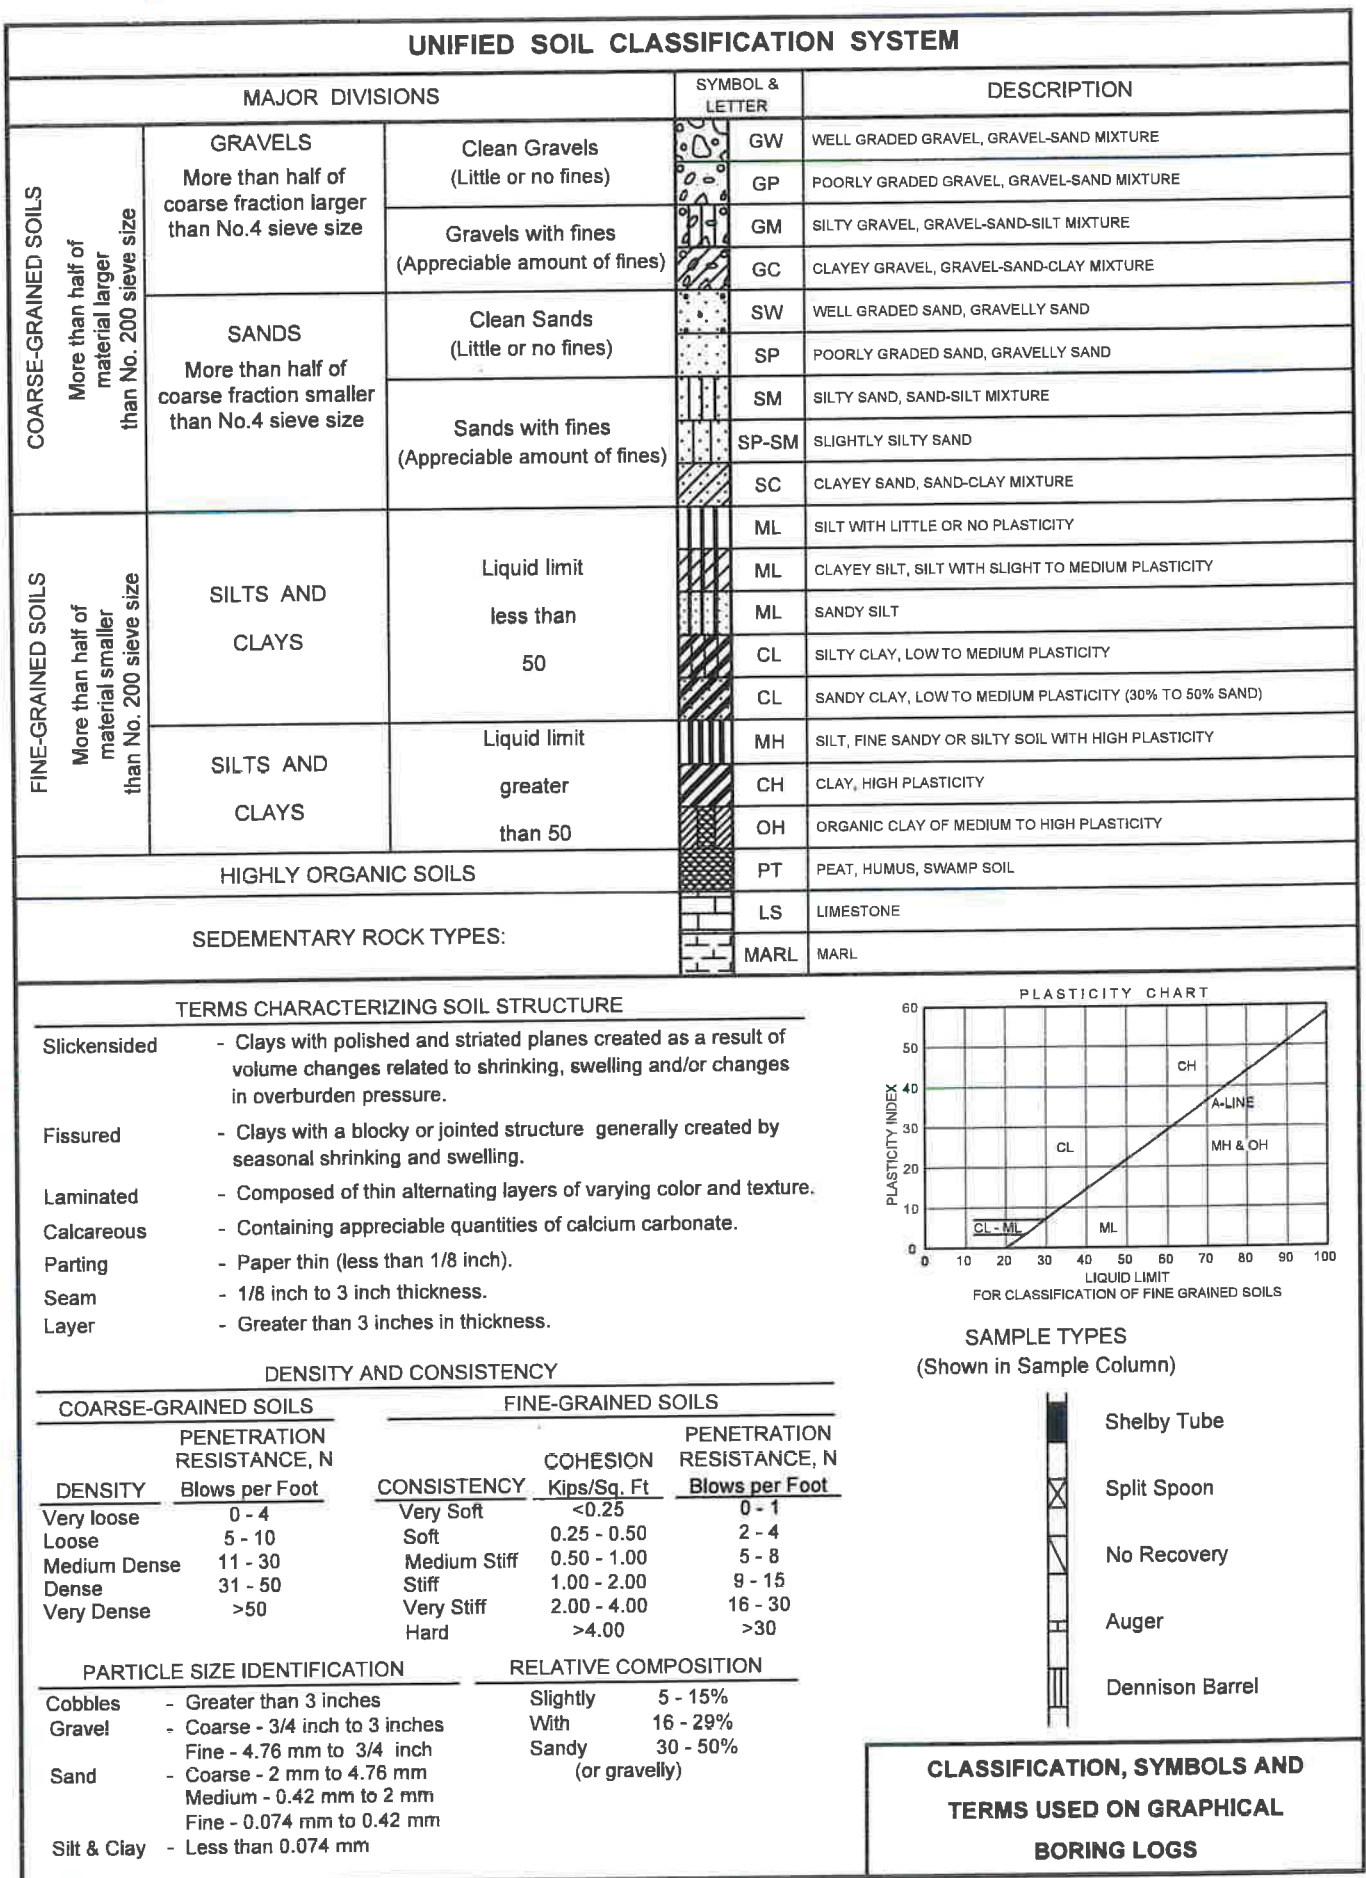 UNIFIED SOIL CLASSIFICATION SYSTEM
MAJOR DIVISIONS
SYMBOL &
LETTER
DESCRIPTION
COARSE-GRAINED SOILS
More than half of
material larger
than No. 200 sieve size
GRAVELS
More than half of
coarse fraction larger
than No.4 sieve size
Clean Gravels
(Little or no fines)
GW WELL GRADED GRAVEL, GRAVEL-SAND MIXTURE
GP POORLY GRADED GRAVEL, GRAVEL-SAND MIXTURE
Gravels with fines
(Appreciable amount of fines)
GM SILTY GRAVEL, GRAVEL-SAND-SILT MIXTURE
GC CLAYEY GRAVEL, GRAVEL-SAND-CLAY MIXTURE
SANDS
More than half of
coarse fraction smaller
than No.4 sieve size
Clean Sands
(Little or no fines)
SW WELL GRADED SAND, GRAVELLY SAND
SP POORLY GRADED SAND, GRAVELLY SAND
Sands with fines
(Appreciable amount of fines)
SM SILTY SAND, SAND-SILT MIXTURE
SP-SM SLIGHTLY SILTY SAND
SC CLAYEY SAND, SAND-CLAY MIXTURE
FINE-GRAINED SOILS
More than half of
material smaller
than No. 200 sieve size
SILTS AND
CLAYS
Liquid limit
less than
50
ML SILT WITH LITTLE OR NO PLASTICITY
ML CLAYEY SILT, SILT WITH SLIGHT TO MEDIUM PLASTICITY
ML SANDY SILT
CL SILTY CLAY, LOW TO MEDIUM PLASTICITY
CL SANDY CLAY, LOW TO MEDIUM PLASTICITY (30% TO 50% SAND)
SILTS AND
CLAYS
Liquid limit
greater
than 50
MH SILT, FINE SANDY OR SILTY SOIL WITH HIGH PLASTICITY
CH CLAY, HIGH PLASTICITY
OH ORGANIC CLAY OF MEDIUM TO HIGH PLASTICITY
HIGHLY ORGANIC SOILS
PT PEAT, HUMUS, SWAMP SOIL
SEDEMENTARY ROCK TYPES:
LS LIMESTONE
MARL MARL
TERMS CHARACTERIZING SOIL STRUCTURE
Slickensided - Clays with polished and striated planes created as a result of
volume changes related to shrinking, swelling and/or changes
in overburden pressure.
Fissured - Clays with a blocky or jointed structure generally created by
seasonal shrinking and swelling.
Laminated - Composed of thin alternating layers of varying color and texture.
Calcareous - Containing appreciable quantities of calcium carbonate.
Parting - Paper thin (less than 1/8 inch).
Seam - 1/8 inch to 3 inch thickness.
Layer - Greater than 3 inches in thickness.
PLASTICITY CHART
PLASTICITY INDEX
60
50
40
30
20
10
0
CH
A-LINE
CL
MH & OH
CL - ML
ML
0 10 20 30 40 50 60 70 80 90 100
LIQUID LIMIT
FOR CLASSIFICATION OF FINE GRAINED SOILS
DENSITY AND CONSISTENCY
COARSE-GRAINED SOILS
PENETRATION
RESISTANCE, N
DENSITY Blows per Foot
Very loose 0 - 4
Loose 5 - 10
Medium Dense 11 - 30
Dense 31 - 50
Very Dense >50
FINE-GRAINED SOILS
PENETRATION
COHESION RESISTANCE, N
CONSISTENCY Kips/Sq. Ft Blows per Foot
Very Soft <0.25 0 - 1
Soft 0.25 - 0.50 2 - 4
Medium Stiff 0.50 - 1.00 5 - 8
Stiff 1.00 - 2.00 9 - 15
Very Stiff 2.00 - 4.00 16 - 30
Hard >4.00 >30
SAMPLE TYPES
(Shown in Sample Column)
Shelby Tube
Split Spoon
No Recovery
Auger
Dennison Barrel
PARTICLE SIZE IDENTIFICATION
Cobbles - Greater than 3 inches
Gravel - Coarse - 3/4 inch to 3 inches
Fine - 4.76 mm to 3/4 inch
Sand - Coarse - 2 mm to 4.76 mm
Medium - 0.42 mm to 2 mm
Fine - 0.074 mm to 0.42 mm
Silt & Clay - Less than 0.074 mm
RELATIVE COMPOSITION
Slightly 5 - 15%
With 16 - 29%
Sandy 30 - 50%
(or gravelly)
CLASSIFICATION, SYMBOLS AND
TERMS USED ON GRAPHICAL
BORING LOGS